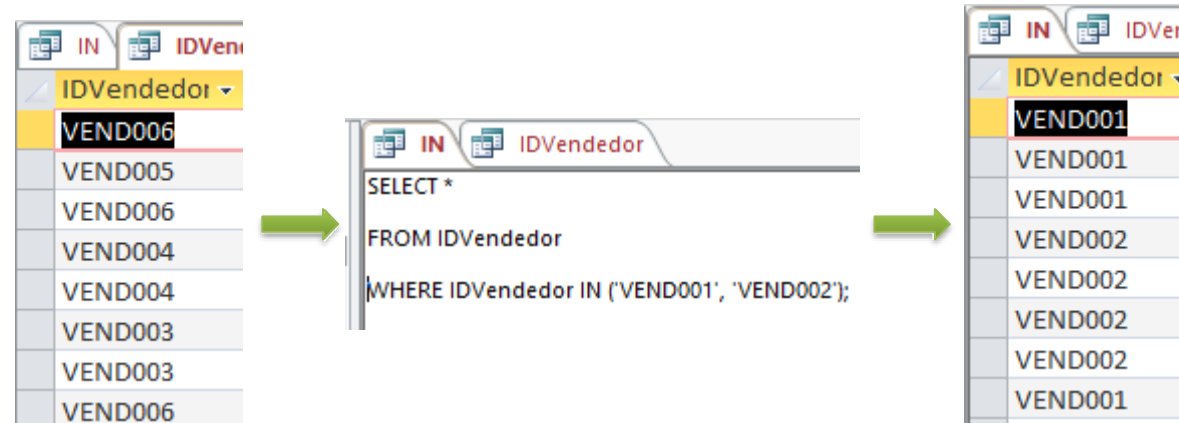 IN IDVend
IDVendedor
VEND006
VEND005
VEND006
VEND004
VEND004
VEND003
VEND003
VEND006
IN IDVendedor
SELECT *
FROM IDVendedor
WHERE IDVendedor IN ('VEND001', 'VEND002');
IN IDVer
IDVendedor
VEND001
VEND001
VEND001
VEND002
VEND002
VEND002
VEND002
VEND001